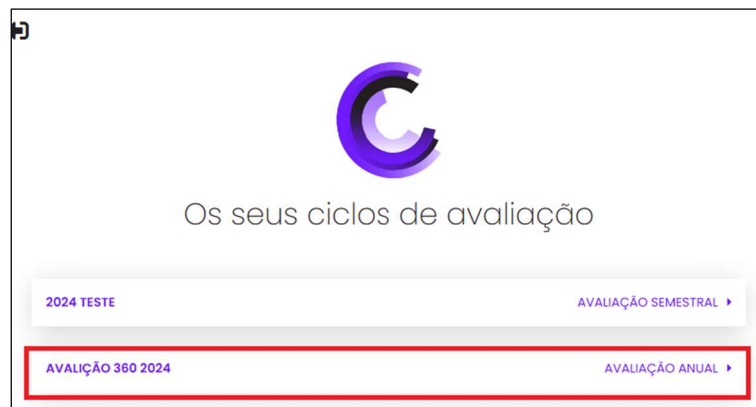 Os seus ciclos de avaliação
2024 TESTE AVALIAÇÃO SEMESTRAL
AVALIÇÃO 360 2024 AVALIAÇÃO ANUAL